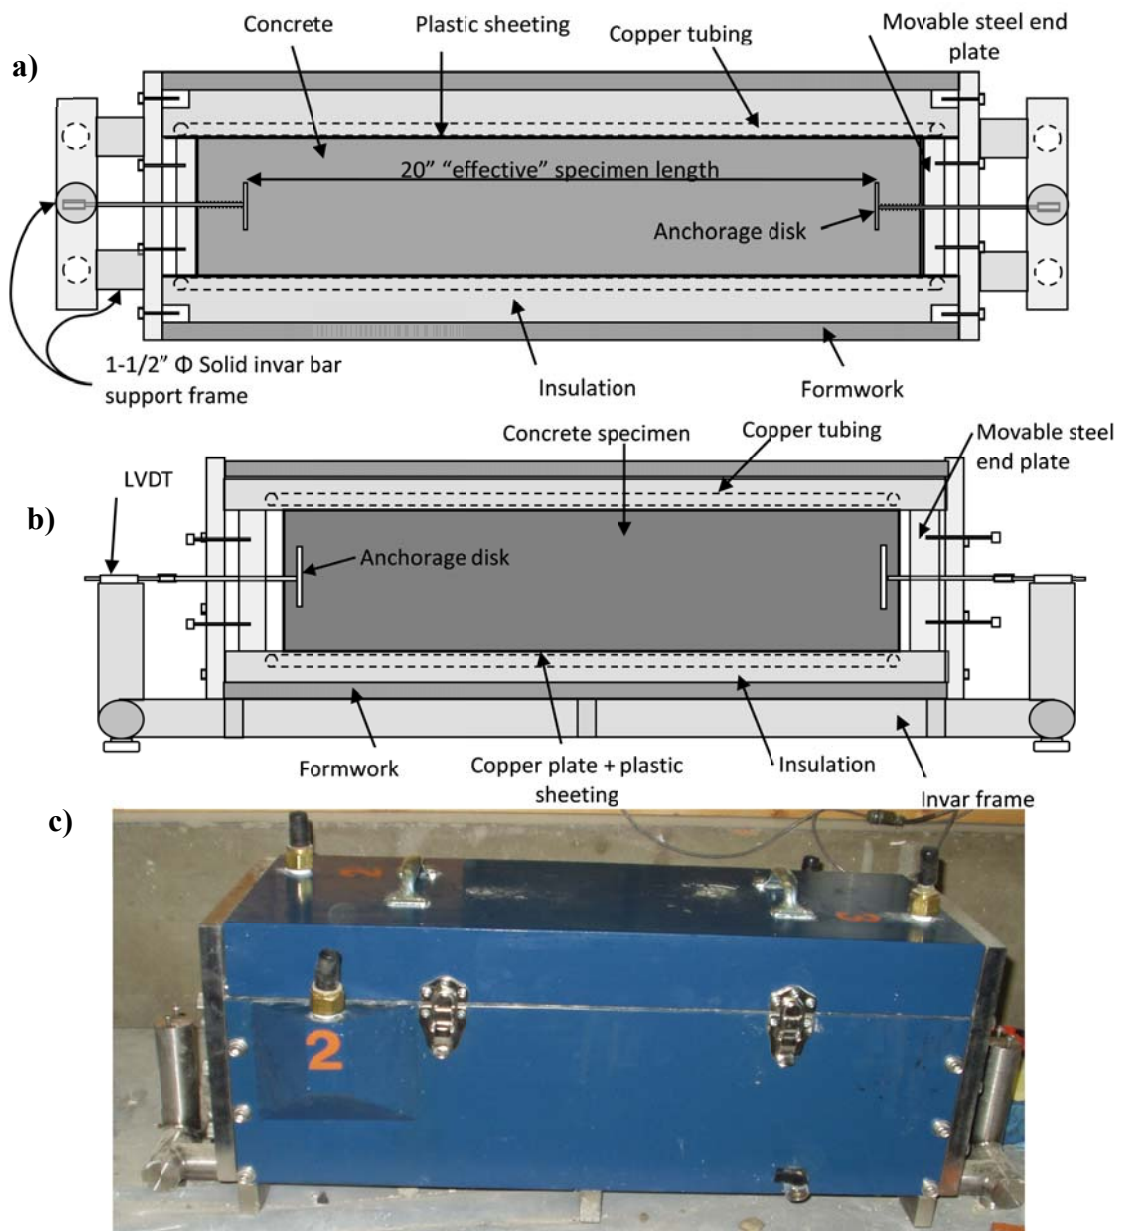 a)
Concrete
Plastic sheeting
Copper tubing
Movable steel end
plate
20” “effective” specimen length
Anchorage disk
1-1/2” Φ Solid invar bar
support frame
Insulation
Formwork
b)
LVDT
Concrete specimen
Copper tubing
Movable steel
end plate
Anchorage disk
Formwork
Copper plate + plastic
sheeting
Insulation
Invar frame
c)
2